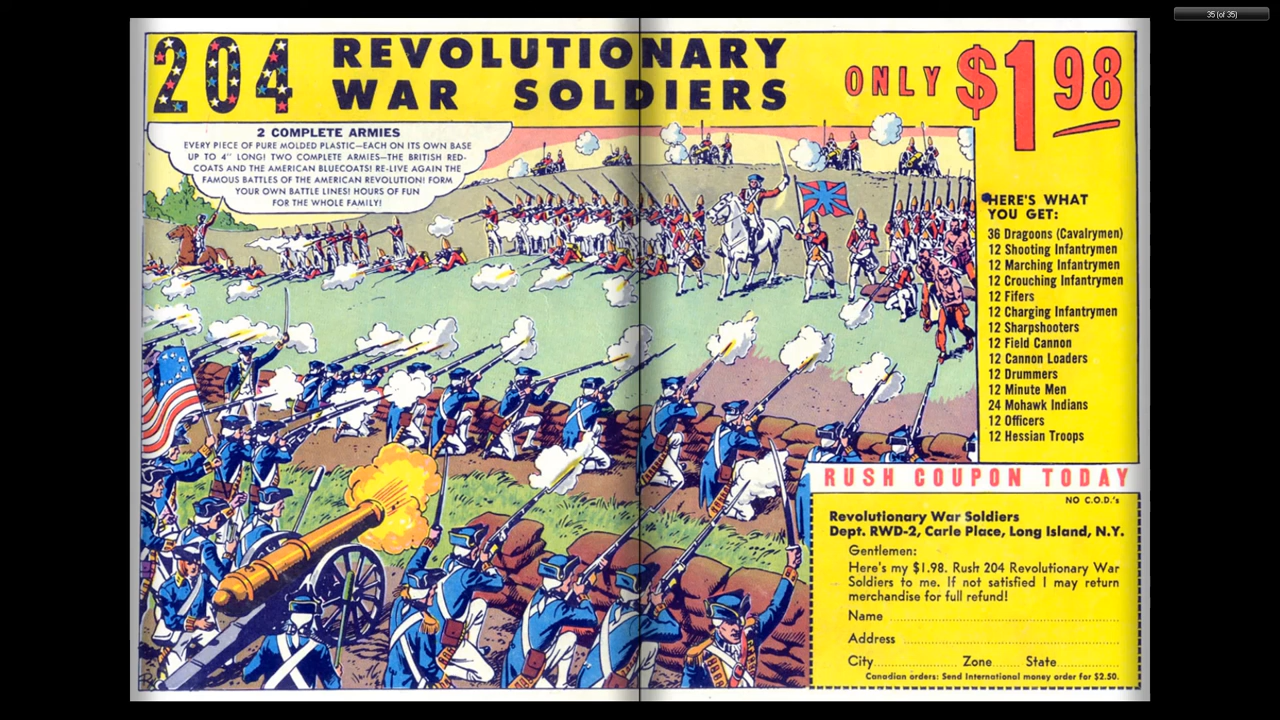 35 (of 35)
204 REVOLUTIONARY
WAR SOLDIERS
ONLY $1.98
2 COMPLETE ARMIES
EVERY PIECE OF PURE MOLDED PLASTIC—EACH ON ITS OWN BASE
UP TO 4" LONG! TWO COMPLETE ARMIES—THE BRITISH RED-
COATS AND THE AMERICAN BLUECOATS! RE-LIVE AGAIN THE
FAMOUS BATTLES OF THE AMERICAN REVOLUTION! FORM
YOUR OWN BATTLE LINES! HOURS OF FUN
FOR THE WHOLE FAMILY!
HERE'S WHAT
YOU GET:
36 Dragoons (Cavalrymen)
12 Shooting Infantrymen
12 Marching Infantrymen
12 Crouching Infantrymen
12 Fifers
12 Charging Infantrymen
12 Sharpshooters
12 Field Cannon
12 Cannon Loaders
12 Drummers
12 Minute Men
24 Mohawk Indians
12 Officers
12 Hessian Troops
RUSH COUPON TODAY
NO C.O.D.'s
Revolutionary War Soldiers
Dept. RWD-2, Carle Place, Long Island, N.Y.
Gentlemen:
Here's my $1.98. Rush 204 Revolutionary War
Soldiers to me. If not satisfied I may return
merchandise for full refund!
Name
Address
City Zone State
Canadian orders: Send International money order for $2.50.